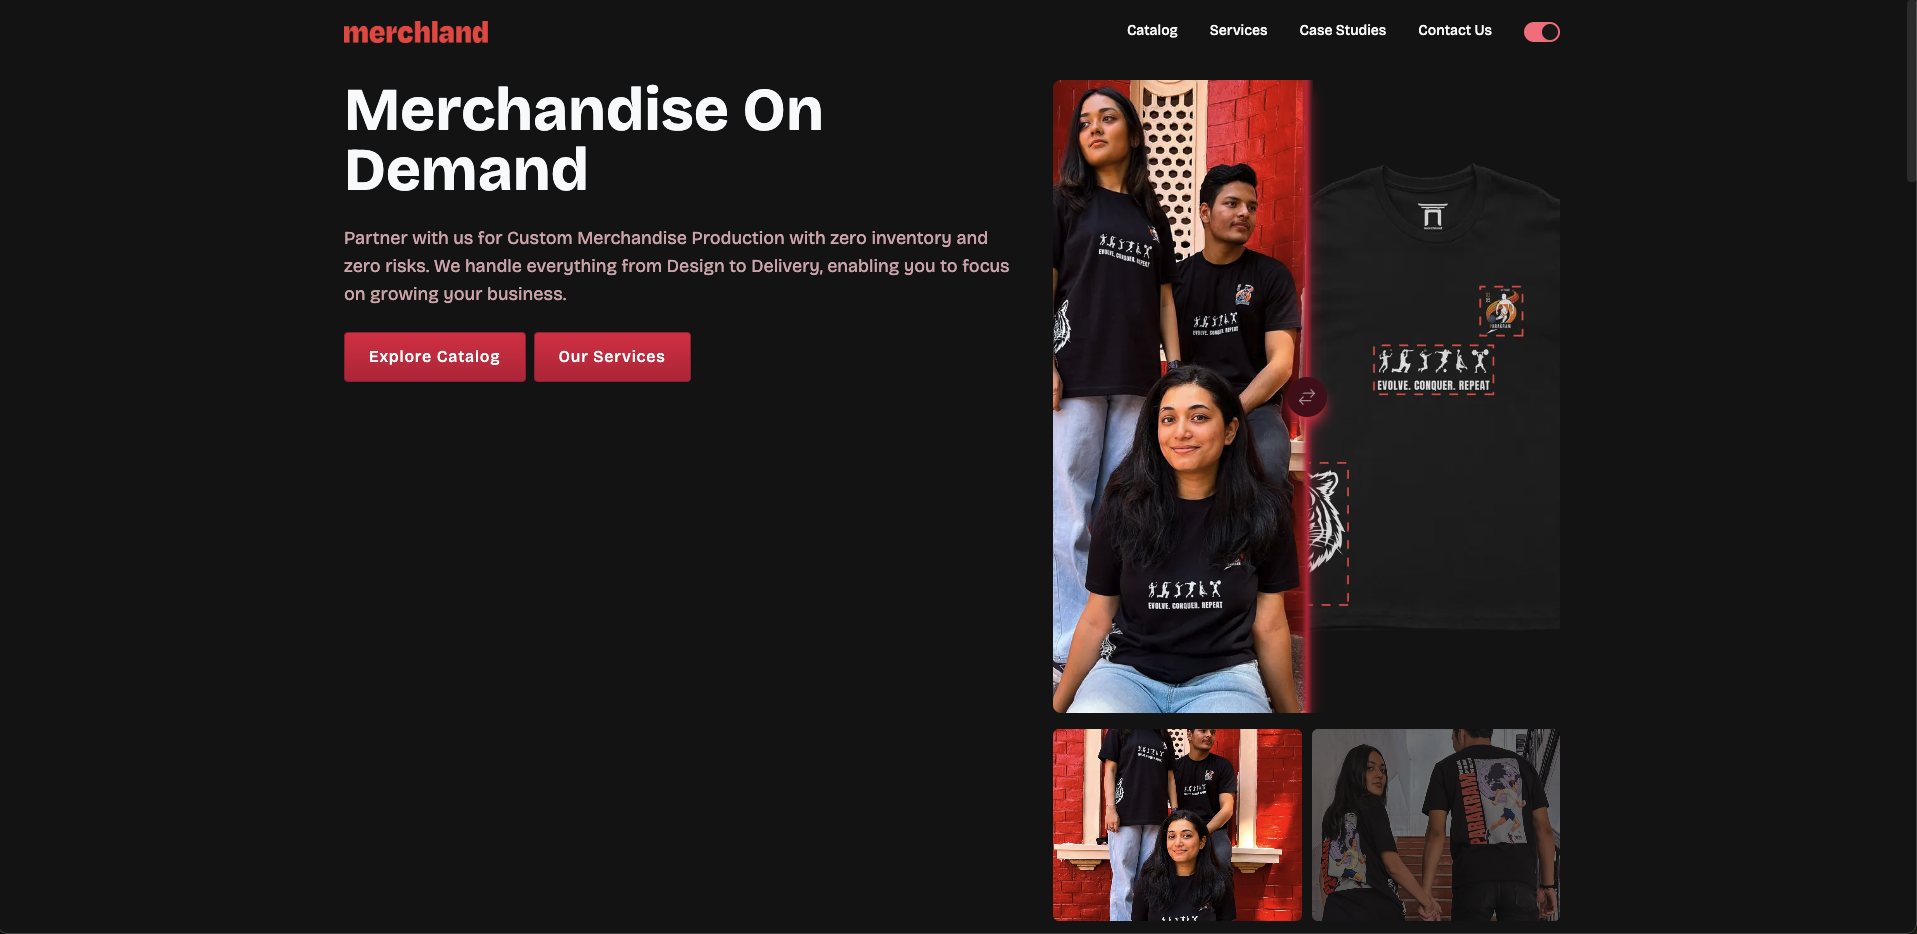 merchland
Catalog
Services
Case Studies
Contact Us
Merchandise On
Demand
Partner with us for Custom Merchandise Production with zero inventory and
zero risks. We handle everything from Design to Delivery, enabling you to focus
on growing your business.
Explore Catalog
Our Services
EVOLVE. CONQUER. REPEAT
EVOLVE. CONQUER. REPEAT
EVOLVE. CONQUER. REPEAT
EVOLVE. CONQUER. REPEAT
PARAKRAM